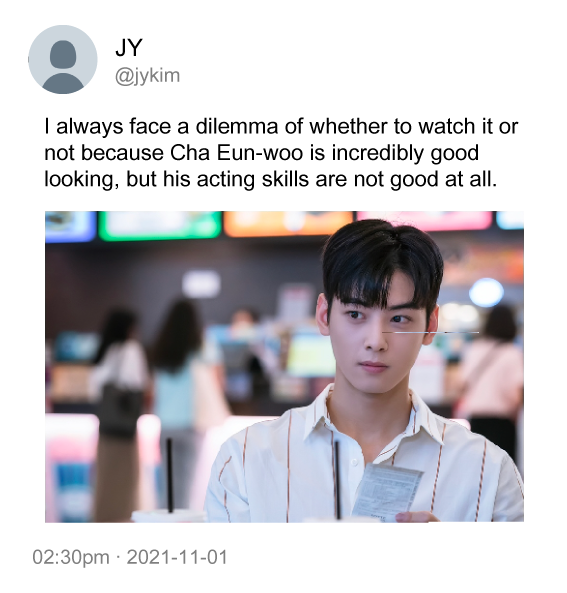 JY
@jykim
I always face a dilemma of whether to watch it or
not because Cha Eun-woo is incredibly good
looking, but his acting skills are not good at all.
02:30pm · 2021-11-01